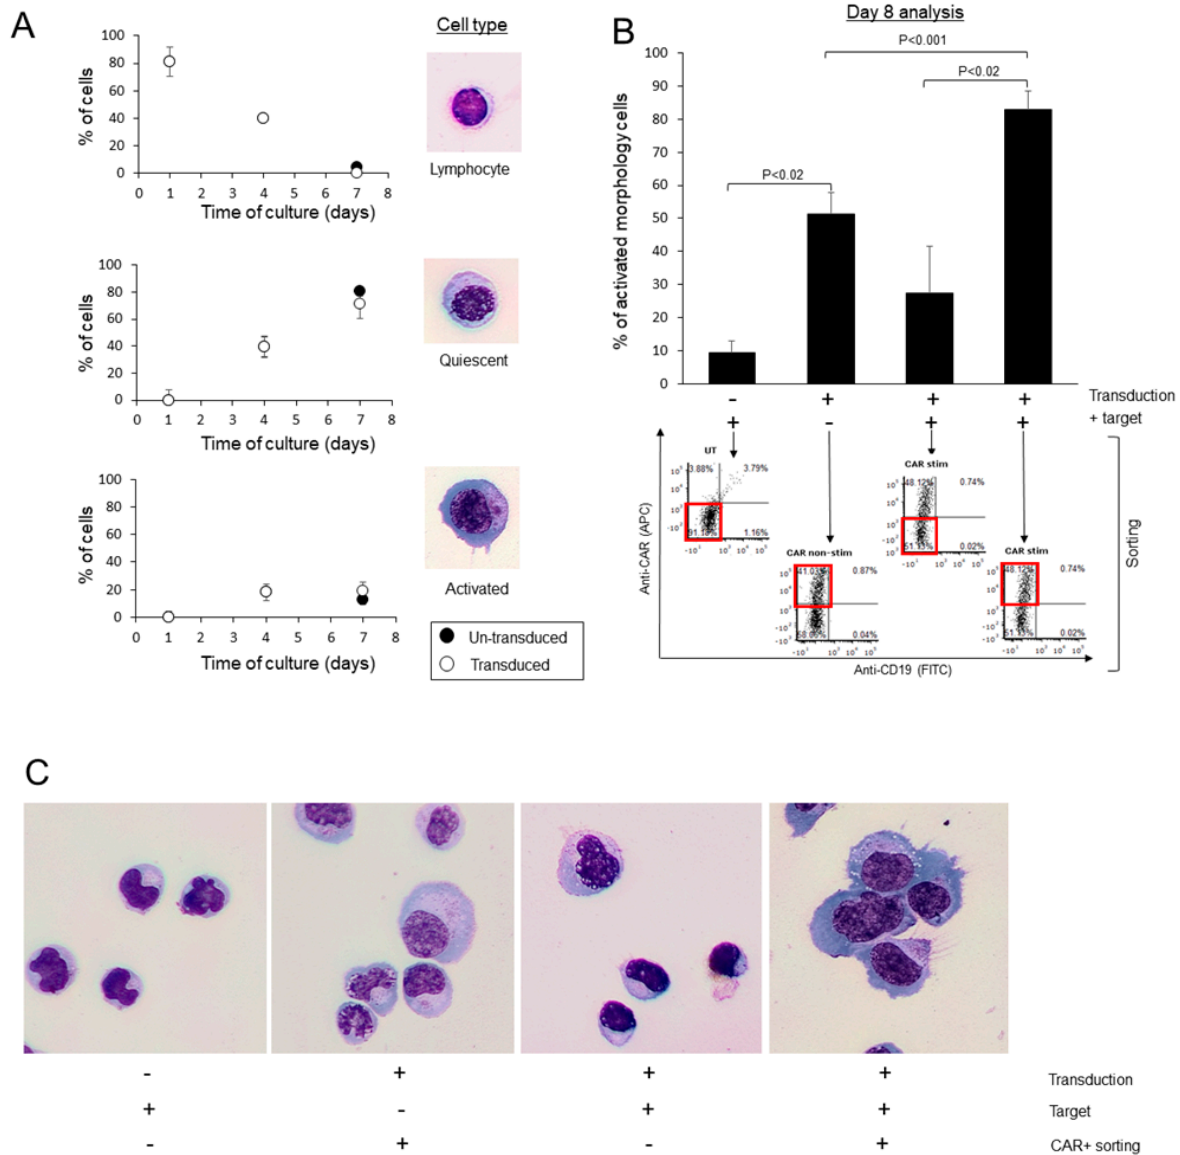 A
Cell type
% of cells
100
80
60
40
20
0
0 1 2 3 4 5 6 7 8
Time of culture (days)
Lymphocyte
% of cells
100
80
60
40
20
0
0 1 2 3 4 5 6 7 8
Time of culture (days)
Quiescent
% of cells
100
80
60
40
20
0
0 1 2 3 4 5 6 7 8
Time of culture (days)
Activated
Un-transduced
Transduced
B
Day 8 analysis
% of activated morphology cells
100
90
80
70
60
50
40
30
20
10
0
P<0.001
P<0.02
P<0.02
- + + + Transduction
+ - + + + target
UT
3.88% 3.79%
1.16%
CAR non-stim
41.03% 0.87%
0.04%
CAR stim
48.12% 0.74%
51.13% 0.02%
CAR stim
48.12% 0.74%
51.13% 0.02%
Anti-CAR (APC)
Anti-CD19 (FITC)
Sorting
C
- + + + Transduction
+ - + + Target
- + - + CAR+ sorting